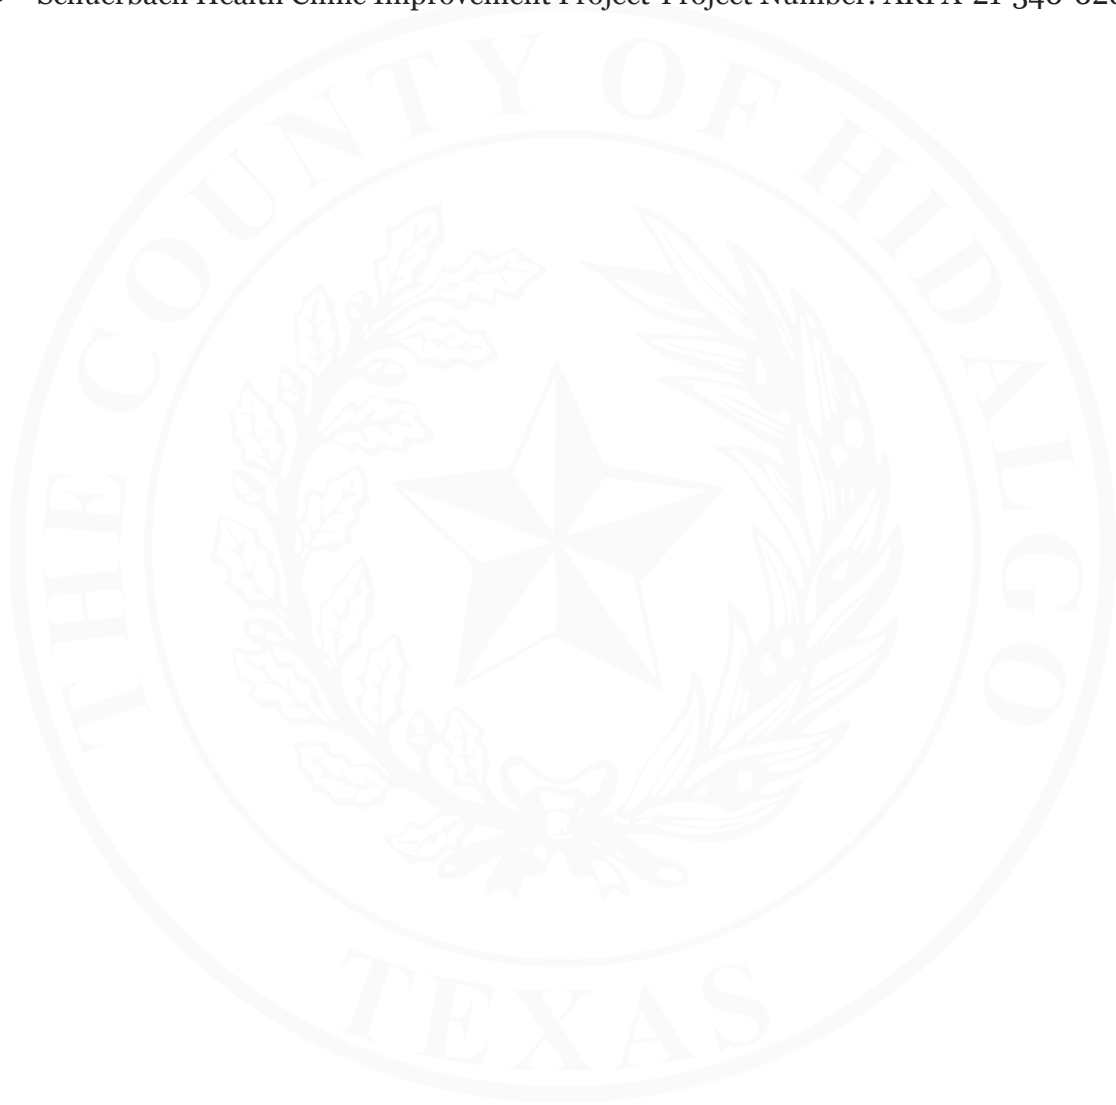 Schuerbach Health Clinic Improvement Project-Project Number: ARPA-21-340-
THE COUNTY OF HIDALGO
TEXAS